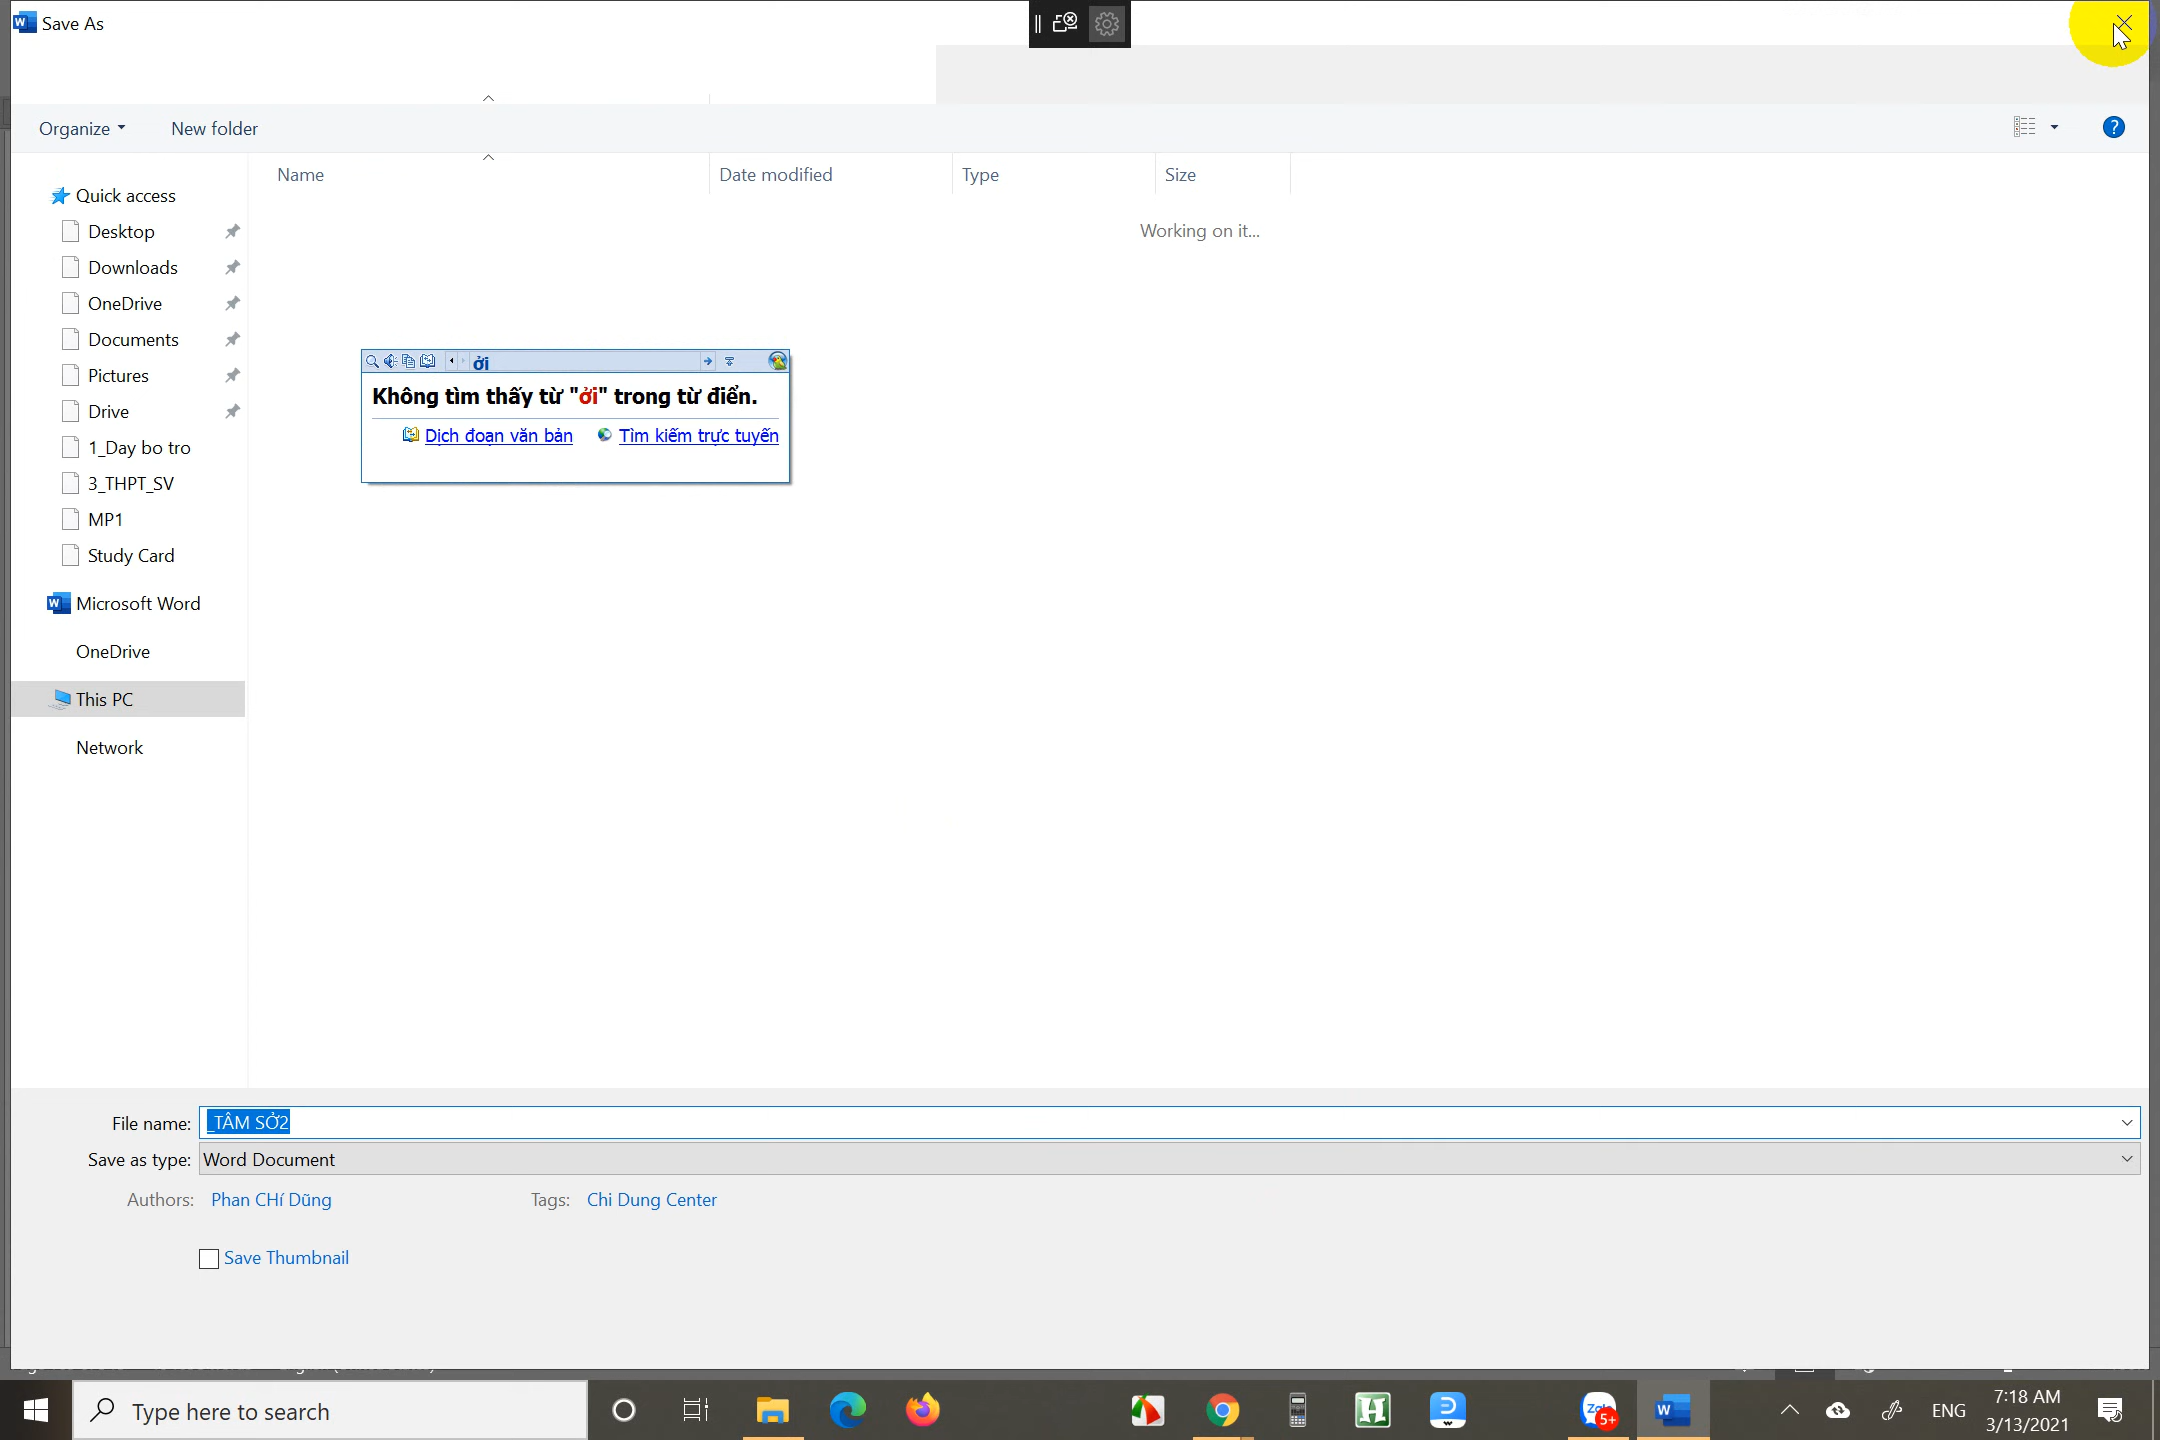 Save As
Organize
New folder
?
Name
Date modified
Type
Size
Working on it...
Quick access
Desktop
Downloads
OneDrive
Documents
Pictures
Drive
1_Day bo tro
3_THPT_SV
MP1
Study Card
Microsoft Word
OneDrive
This PC
Network
ởi
Không tìm thấy từ "ởi" trong từ điển.
Dịch đoạn văn bản
Tìm kiếm trực tuyến
File name:
_TÂM SỞ2
Save as type:
Word Document
Authors:
Phan CHí Dũng
Tags:
Chi Dung Center
Save Thumbnail
Type here to search
Zalo
5+
ENG
7:18 AM
3/13/2021